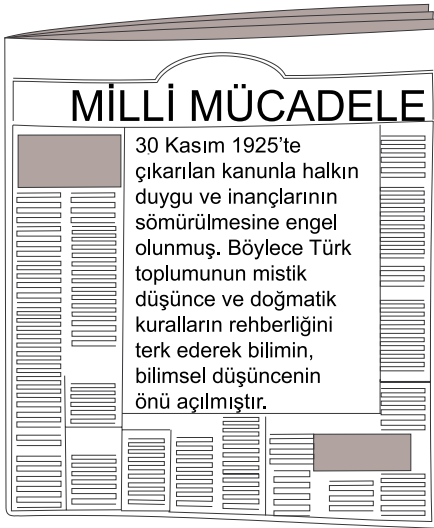 MİLLİ MÜCADELE
30 Kasım 1925’te
çıkarılan kanunla halkın
duygu ve inançlarının
sömürülmesine engel
olunmuş. Böylece Türk
toplumunun mistik
düşünce ve doğmatik
kuralların rehberliğini
terk ederek bilimin,
bilimsel düşüncenin
önü açılmıştır.